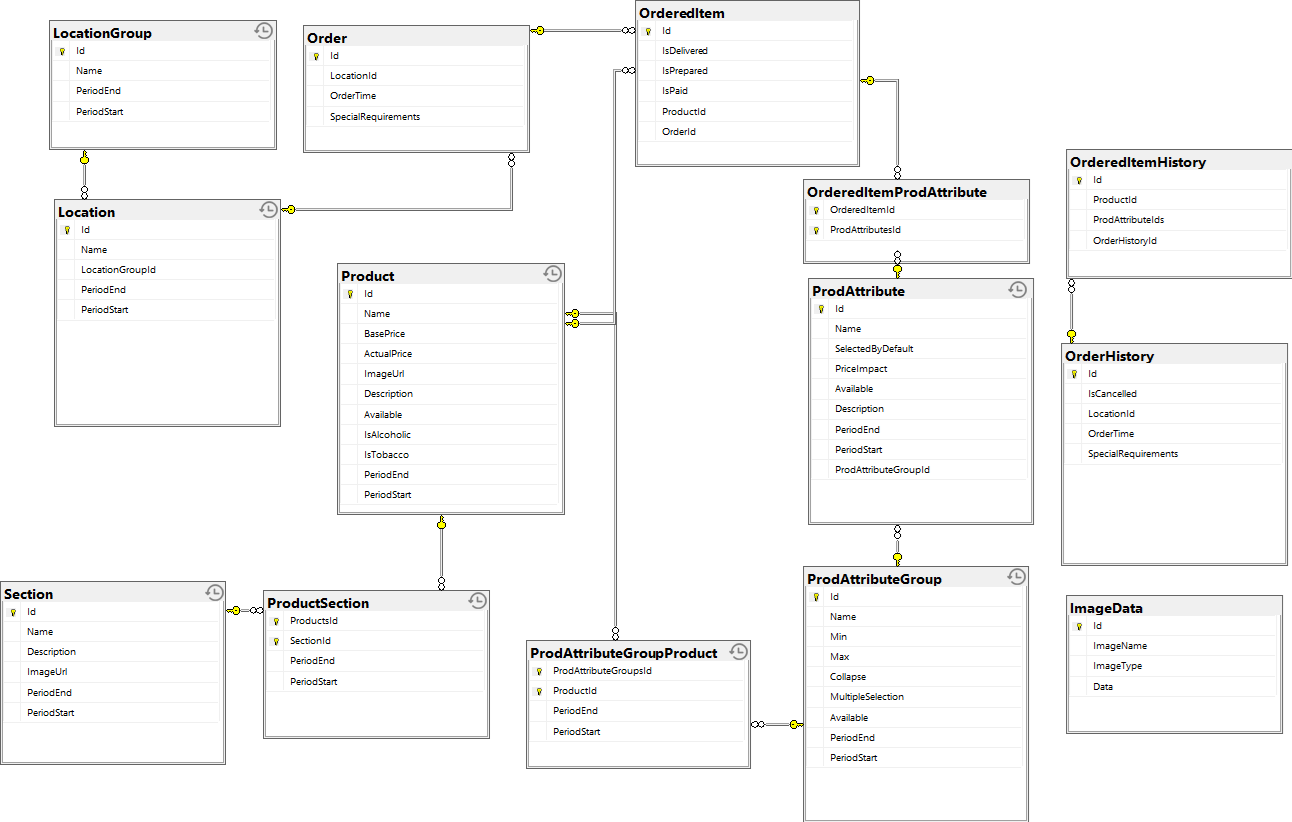 LocationGroup
Id
Name
PeriodEnd
PeriodStart
Order
Id
LocationId
OrderTime
SpecialRequirements
OrderedItem
Id
IsDelivered
IsPrepared
IsPaid
ProductId
OrderId
Location
Id
Name
LocationGroupId
PeriodEnd
PeriodStart
Product
Id
Name
BasePrice
ActualPrice
ImageUrl
Description
Available
IsAlcoholic
IsTobacco
PeriodEnd
PeriodStart
OrderedItemProdAttribute
OrderedItemId
ProdAttributesId
OrderedItemHistory
Id
ProductId
ProdAttributeIds
OrderHistoryId
ProdAttribute
Id
Name
SelectedByDefault
PriceImpact
Available
Description
PeriodEnd
PeriodStart
ProdAttributeGroupId
OrderHistory
Id
IsCancelled
LocationId
OrderTime
SpecialRequirements
Section
Id
Name
Description
ImageUrl
PeriodEnd
PeriodStart
ProductSection
ProductsId
SectionId
PeriodEnd
PeriodStart
ProdAttributeGroupProduct
ProdAttributeGroupsId
ProductId
PeriodEnd
PeriodStart
ProdAttributeGroup
Id
Name
Min
Max
Collapse
MultipleSelection
Available
PeriodEnd
PeriodStart
ImageData
Id
ImageName
ImageType
Data